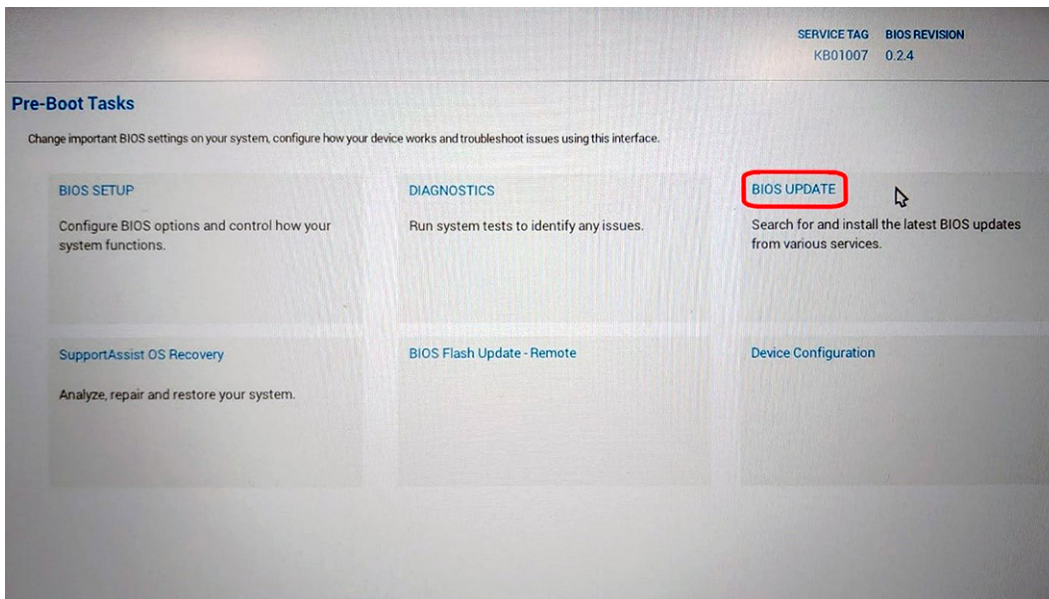 SERVICE TAG BIOS REVISION
KB01007 0.2.4
Pre-Boot Tasks
Change important BIOS settings on your system, configure how your device works and troubleshoot issues using this interface.
BIOS SETUP
Configure BIOS options and control how your
system functions.
DIAGNOSTICS
Run system tests to identify any issues.
BIOS UPDATE
Search for and install the latest BIOS updates
from various services.
SupportAssist OS Recovery
Analyze, repair and restore your system.
BIOS Flash Update - Remote
Device Configuration